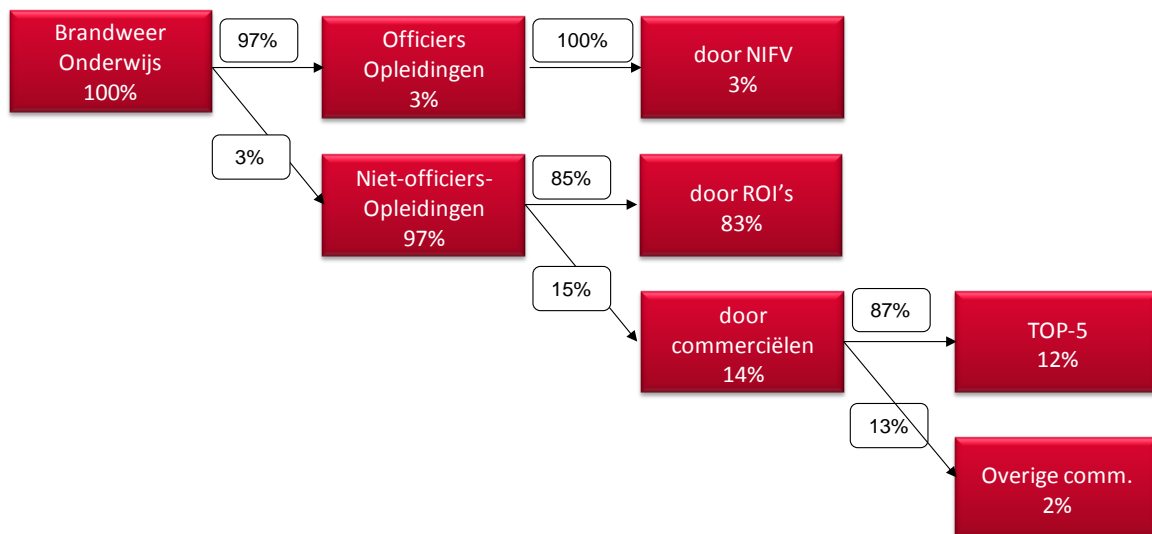 Brandweer
Onderwijs
100%
97%
Officiers
Opleidingen
3%
100%
door NIFV
3%
3%
Niet-officiers-
Opleidingen
97%
85%
door ROI’s
83%
15%
door
commerciëlen
14%
87%
TOP-5
12%
13%
Overige comm.
2%